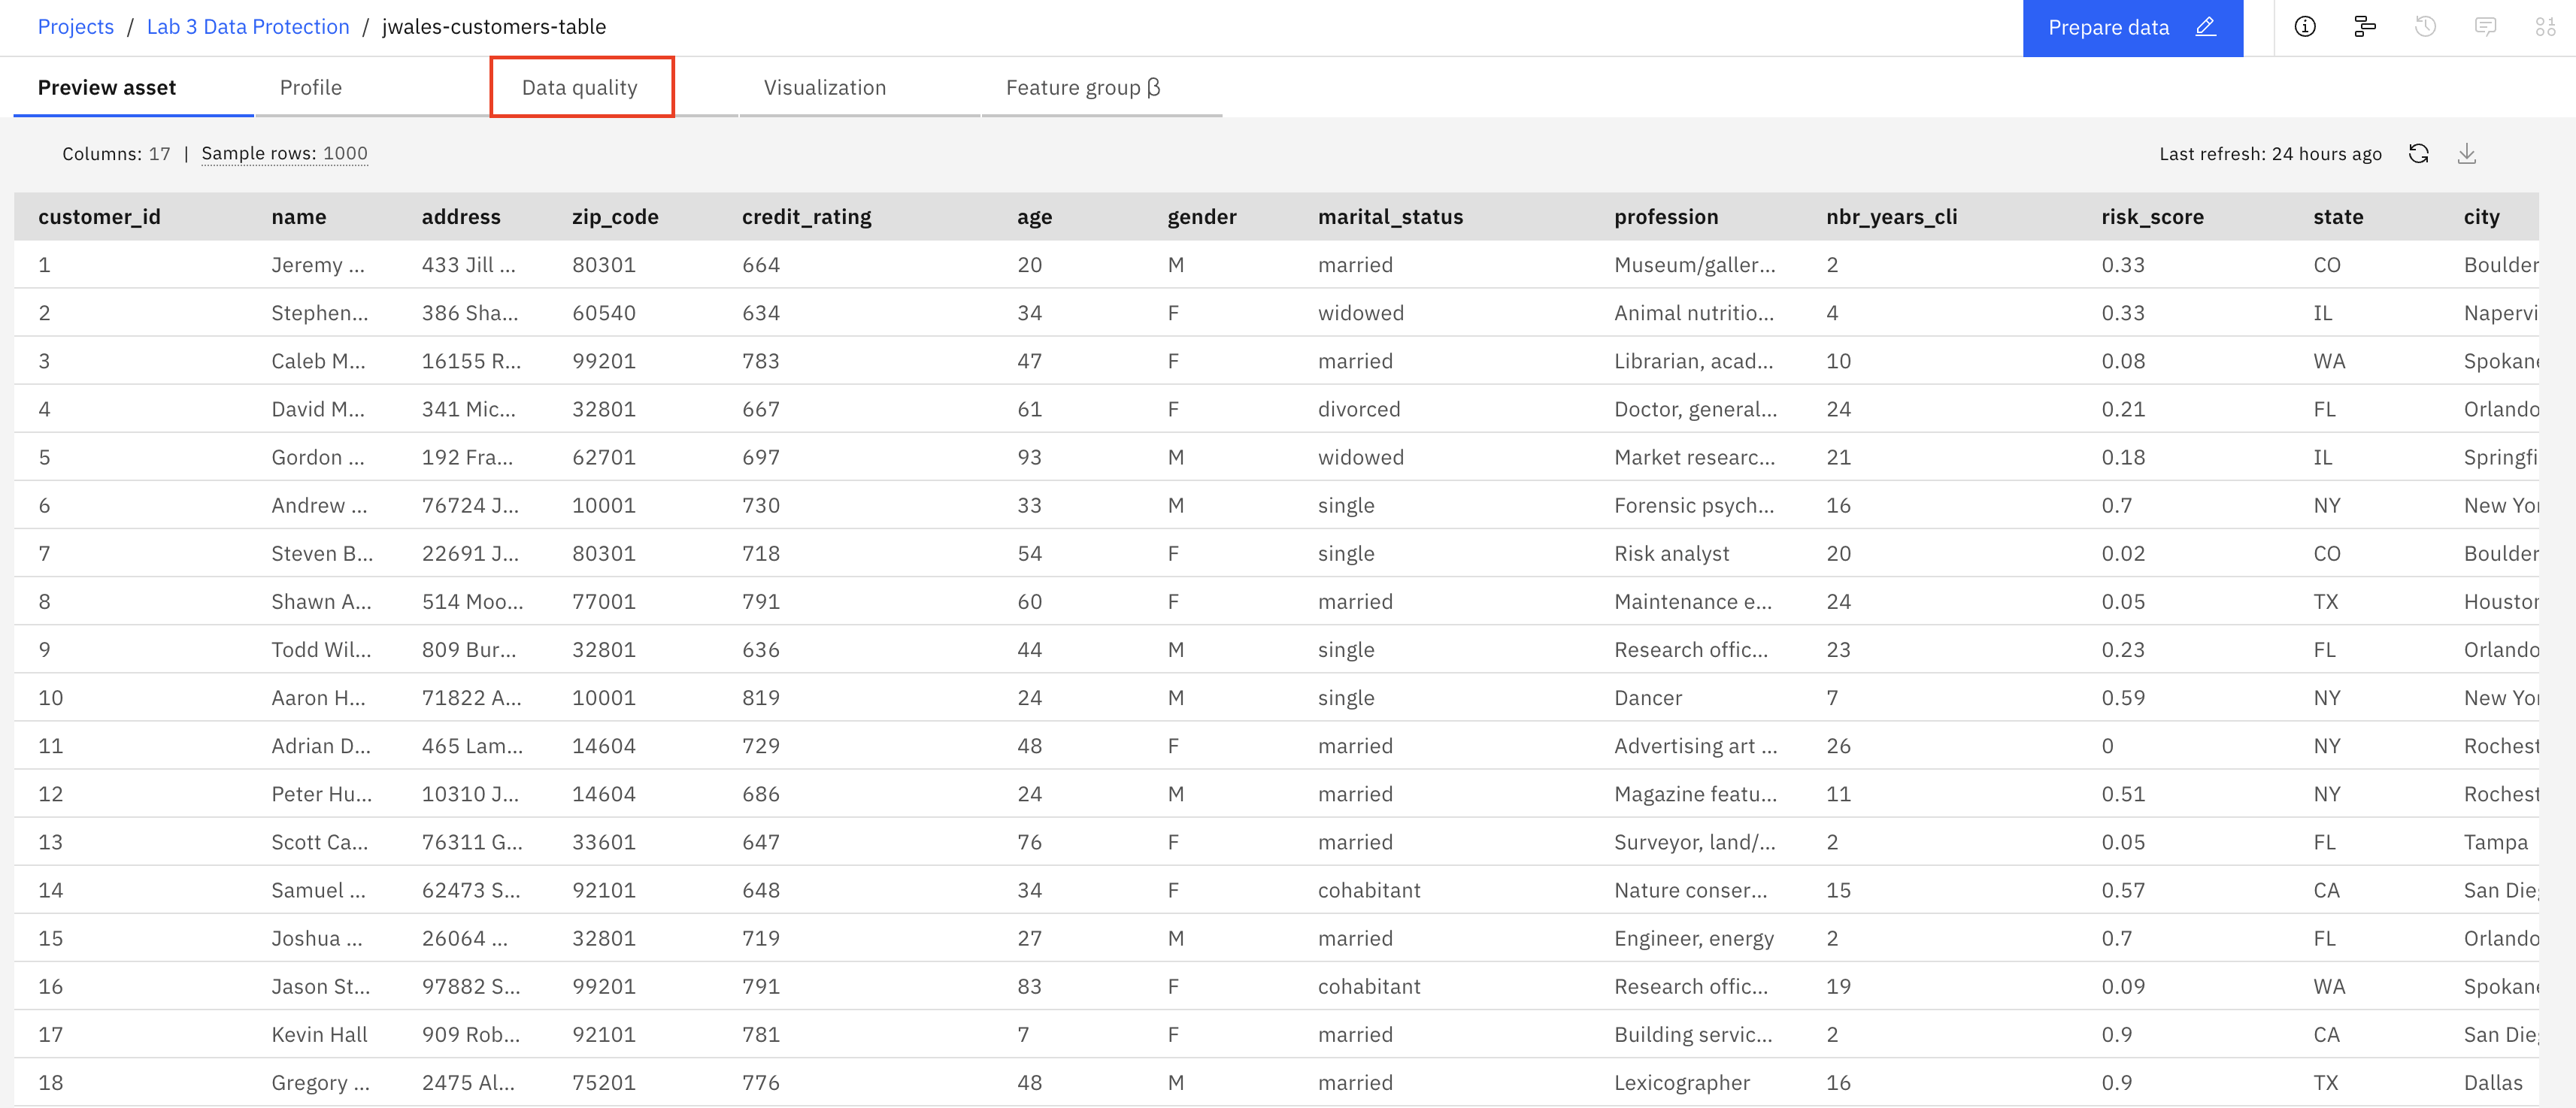 Projects / Lab 3 Data Protection / jwales-customers-table Prepare data
Preview asset Profile Data quality Visualization Feature group β
Columns: 17 | Sample rows: 1000 Last refresh: 24 hours ago
customer_id name address zip_code credit_rating age gender marital_status profession nbr_years_cli risk_score state city
1 Jeremy ... 433 Jill ... 80301 664 20 M married Museum/galler... 2 0.33 CO Boulder
2 Stephen... 386 Sha... 60540 634 34 F widowed Animal nutritio... 4 0.33 IL Napervi
3 Caleb M... 16155 R... 99201 783 47 F married Librarian, acad... 10 0.08 WA Spokane
4 David M... 341 Mic... 32801 667 61 F divorced Doctor, general... 24 0.21 FL Orlando
5 Gordon ... 192 Fra... 62701 697 93 M widowed Market researc... 21 0.18 IL Springfi
6 Andrew ... 76724 J... 10001 730 33 M single Forensic psych... 16 0.7 NY New Yor
7 Steven B... 22691 J... 80301 718 54 F single Risk analyst 20 0.02 CO Boulder
8 Shawn A... 514 Moo... 77001 791 60 F married Maintenance e... 24 0.05 TX Houston
9 Todd Wil... 809 Bur... 32801 636 44 M single Research offic... 23 0.23 FL Orlando
10 Aaron H... 71822 A... 10001 819 24 M single Dancer 7 0.59 NY New Yor
11 Adrian D... 465 Lam... 14604 729 48 F married Advertising art ... 26 0 NY Rochest
12 Peter Hu... 10310 J... 14604 686 24 M married Magazine featu... 11 0.51 NY Rochest
13 Scott Ca... 76311 G... 33601 647 76 F married Surveyor, land/... 2 0.05 FL Tampa
14 Samuel ... 62473 S... 92101 648 34 F cohabitant Nature conser... 15 0.57 CA San Dieg
15 Joshua ... 26064 ... 32801 719 27 M married Engineer, energy 2 0.7 FL Orlando
16 Jason St... 97882 S... 99201 791 83 F cohabitant Research offic... 19 0.09 WA Spokane
17 Kevin Hall 909 Rob... 92101 781 7 F married Building servic... 2 0.9 CA San Dieg
18 Gregory ... 2475 Al... 75201 776 48 M married Lexicographer 16 0.9 TX Dallas